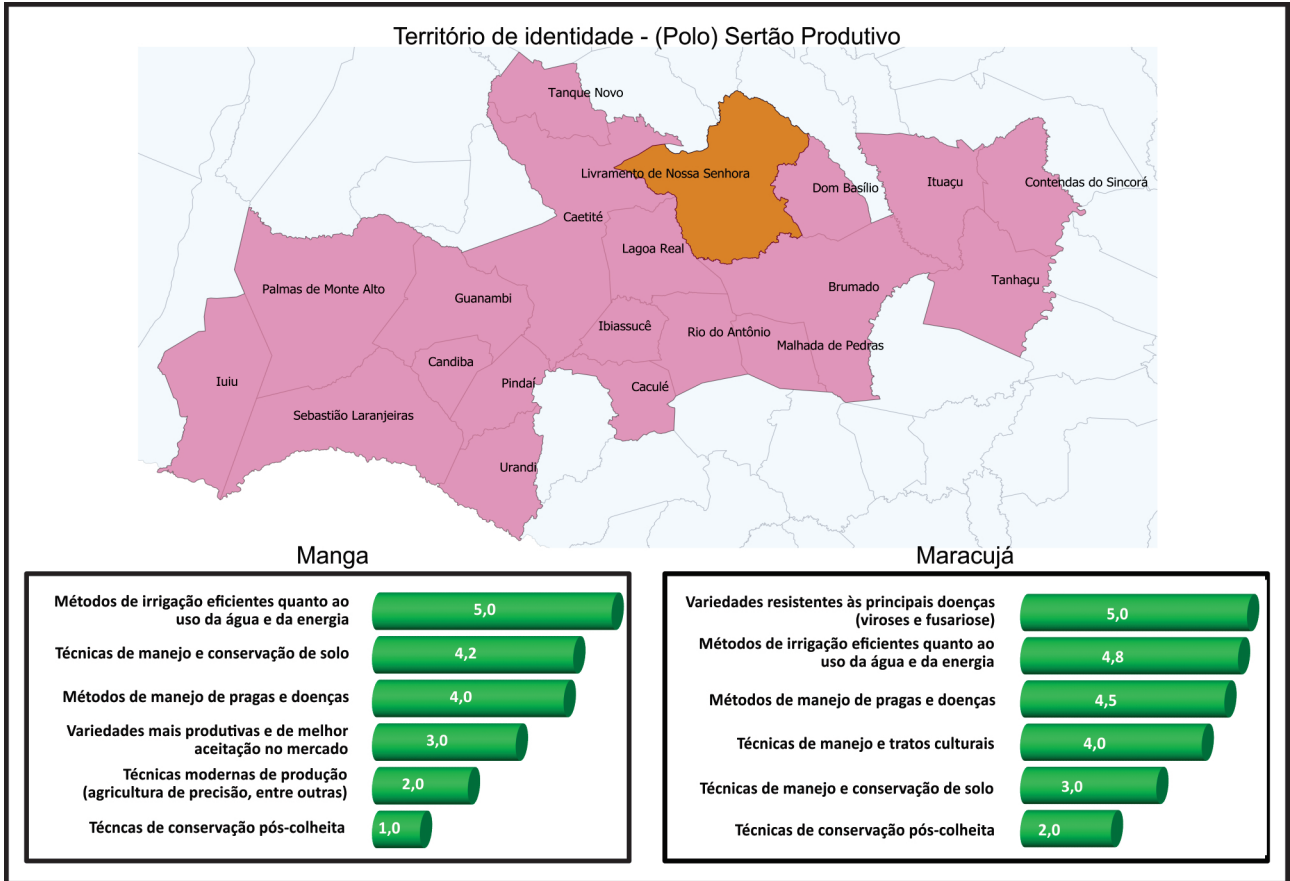 Território de identidade - (Polo) Sertão Produtivo
Tanque Novo
Livramento de Nossa Senhora
Dom Basílio
Ituaçu
Contendas do Sincorá
Caetité
Lagoa Real
Tanhaçu
Palmas de Monte Alto
Guanambi
Brumado
Ibiassucê
Rio do Antônio
Malhada de Pedras
Candiba
Iuiu
Pindaí
Caculé
Sebastião Laranjeiras
Urandi
Manga
Métodos de irrigação eficientes quanto ao
uso da água e da energia
5,0
Técnicas de manejo e conservação de solo
4,2
Métodos de manejo de pragas e doenças
4,0
Variedades mais produtivas e de melhor
aceitação no mercado
3,0
Técnicas modernas de produção
(agricultura de precisão, entre outras)
2,0
Técncas de conservação pós-colheita
1,0
Maracujá
Variedades resistentes às principais doenças
(viroses e fusariose)
5,0
Métodos de irrigação eficientes quanto ao
uso da água e da energia
4,8
Métodos de manejo de pragas e doenças
4,5
Técnicas de manejo e tratos culturais
4,0
Técnicas de manejo e conservação de solo
3,0
Técnicas de conservação pós-colheita
2,0